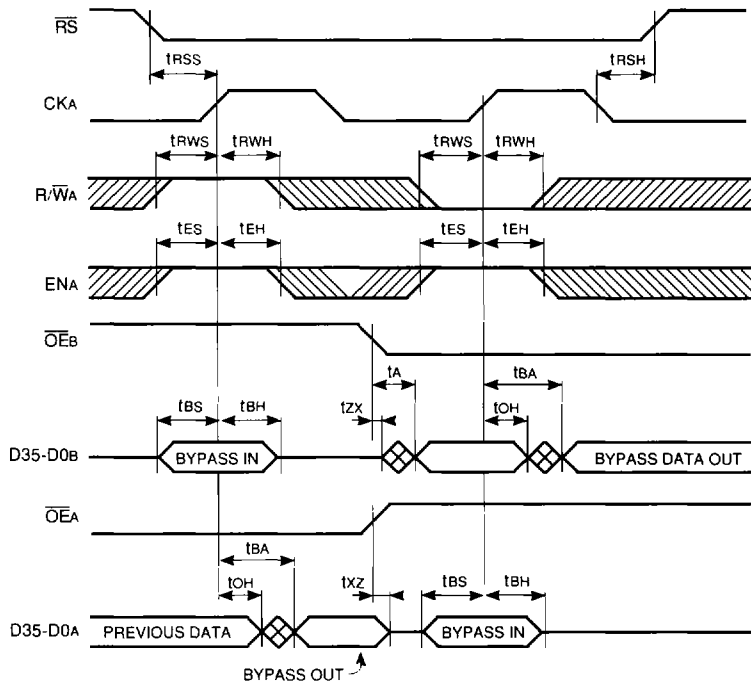 RS
tRSS
tRSH
CKA
tRWS tRWH tRWS tRWH
R/WA
tES tEH tES tEH
ENA
OEB
tA tBA
tBS tBH tZX tOH
D35-D0B BYPASS IN BYPASS DATA OUT
OEA
tBA
tOH tXZ tBS tBH
D35-D0A PREVIOUS DATA BYPASS IN
BYPASS OUT